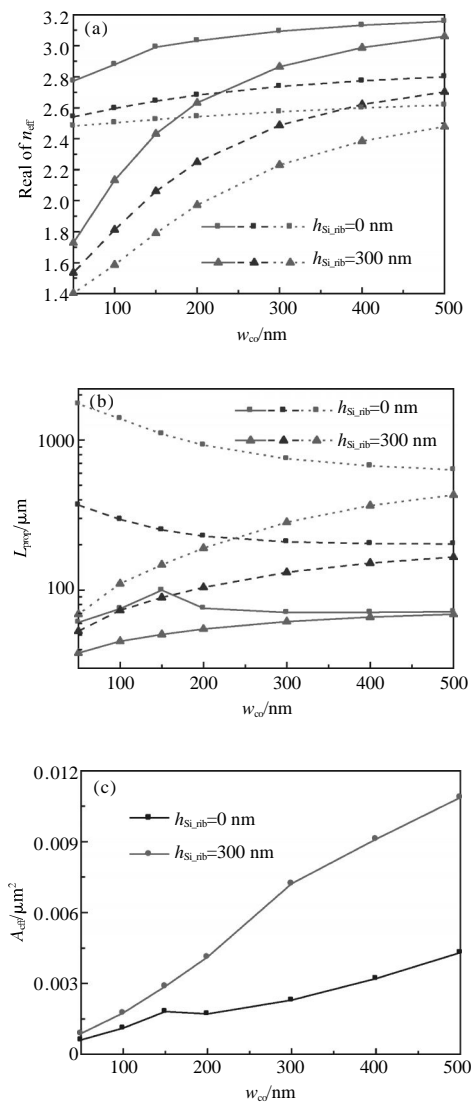 (a)
3.2
3.0
2.8
2.6
2.4
2.2
2.0
1.8
1.6
1.4
Real of n_eff
h_Si_rib=0 nm
h_Si_rib=300 nm
100 200 300 400 500
w_co/nm
(b)
1000
100
L_prop/μm
h_Si_rib=0 nm
h_Si_rib=300 nm
100 200 300 400 500
w_co/nm
(c)
0.012
0.009
0.006
0.003
0
A_eff/μm²
h_Si_rib=0 nm
h_Si_rib=300 nm
100 200 300 400 500
w_co/nm